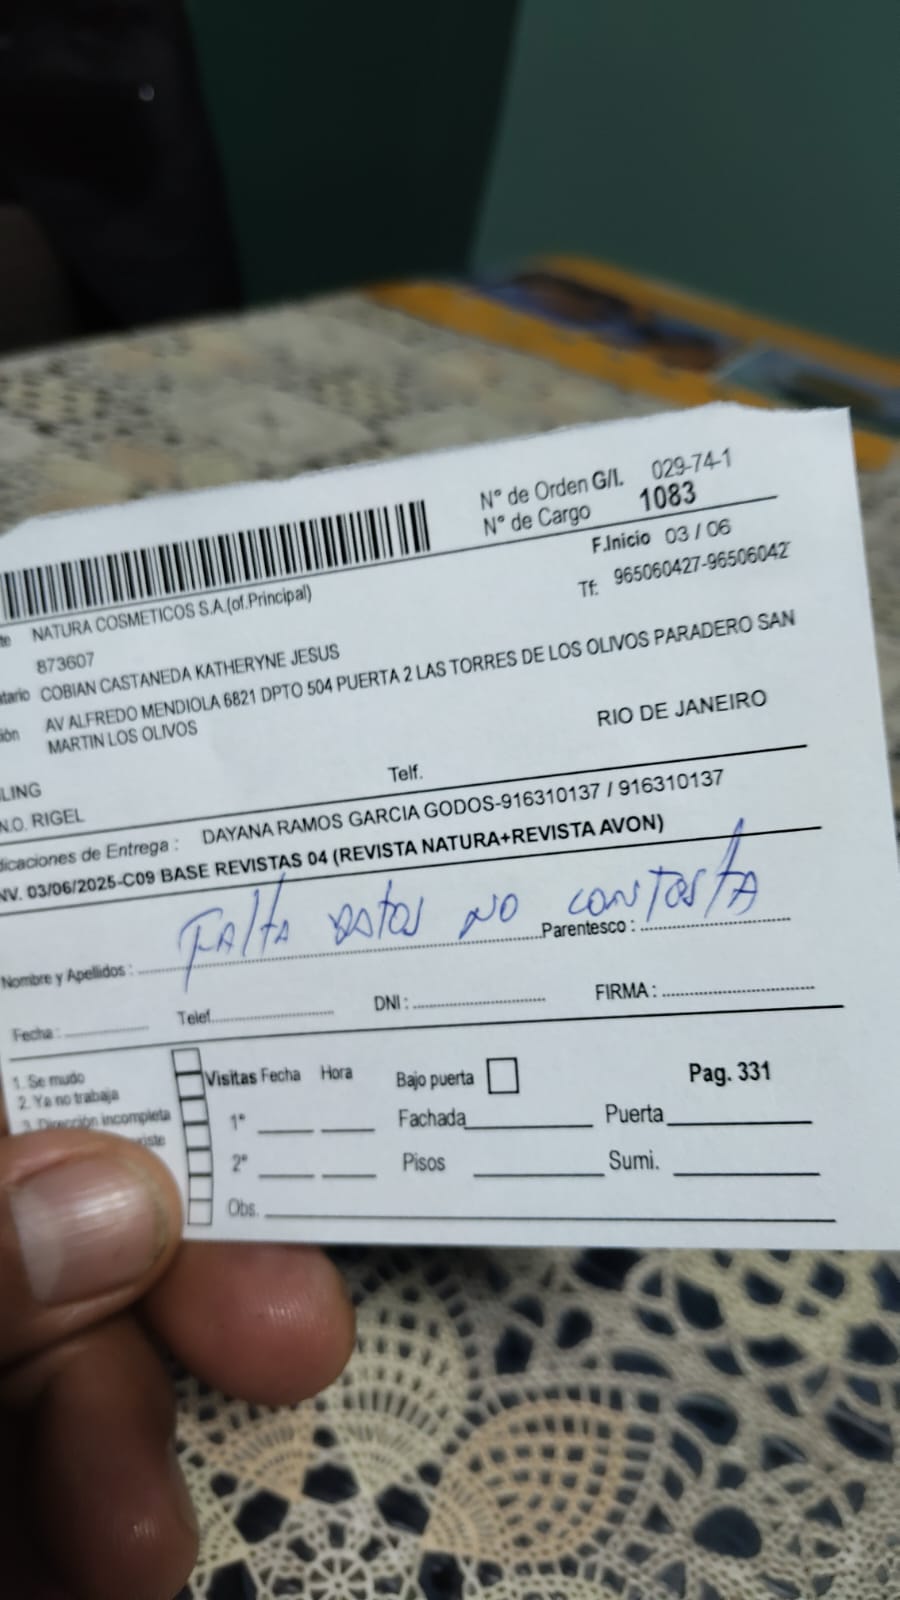 N° de Orden G/I. 029-74-1
N° de Cargo 1083
F.Inicio 03 / 06
Tf: 965060427-96506042
NATURA COSMETICOS S.A.(of.Principal)
873607
COBIAN CASTANEDA KATHERYNE JESUS
AV ALFREDO MENDIOLA 6821 DPTO 504 PUERTA 2 LAS TORRES DE LOS OLIVOS PARADERO SAN
MARTIN LOS OLIVOS
RIO DE JANEIRO
LING
N.O. RIGEL
Telf.
dicaciones de Entrega : DAYANA RAMOS GARCIA GODOS-916310137 / 916310137
NV. 03/06/2025-C09 BASE REVISTAS 04 (REVISTA NATURA+REVISTA AVON)
FALTA DATOS NO CONTESTA
Nombre y Apellidos : Parentesco :
Fecha : Telef. DNI : FIRMA :
1. Se mudo
2. Ya no trabaja
3. Dirección incompleta
Visitas Fecha Hora Bajo puerta Pag. 331
1° Fachada Puerta
2° Pisos Sumi.
Obs.